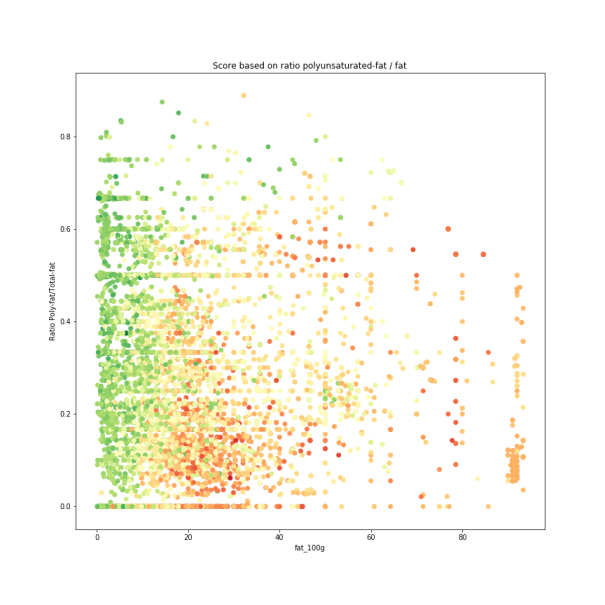 Score based on ratio polyunsaturated-fat / fat
Ratio Poly-fat/Total-fat
0.8
0.6
0.4
0.2
0.0
0 20 40 60 80
fat_100g